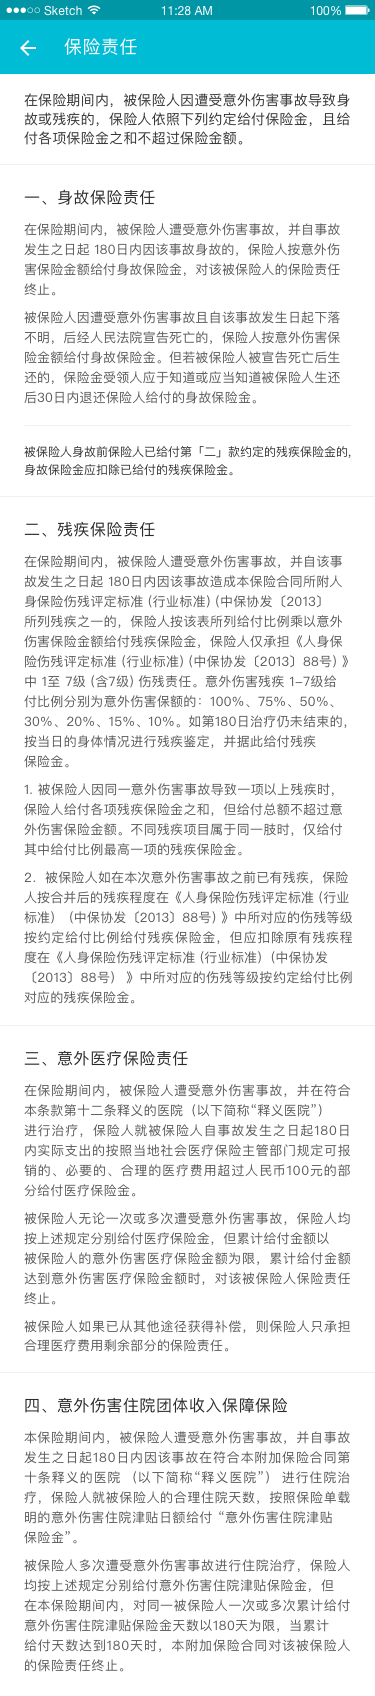 Sketch 11:28 AM 100%
保险责任
在保险期间内，被保险人因遭受意外伤害事故导致身
故或残疾的，保险人依照下列约定给付保险金，且给
付各项保险金之和不超过保险金额。
一、身故保险责任
在保险期间内，被保险人遭受意外伤害事故，并自事故
发生之日起 180日内因该事故身故的，保险人按意外伤
害保险金额给付身故保险金，对该被保险人的保险责任
终止。
被保险人因遭受意外伤害事故且自该事故发生日起下落
不明，后经人民法院宣告死亡的，保险人按意外伤害保
险金额给付身故保险金。但若被保险人被宣告死亡后生
还的，保险金受领人应于知道或应当知道被保险人生还
后30日内退还保险人给付的身故保险金。
被保险人身故前保险人已给付第「二」款约定的残疾保险金的,
身故保险金应扣除已给付的残疾保险金。
二、残疾保险责任
在保险期间内，被保险人遭受意外伤害事故，并自该事
故发生之日起 180日内因该事故造成本保险合同所附人
身保险伤残评定标准 (行业标准) (中保协发〔2013〕
所列残疾之一的，保险人按该表所列给付比例乘以意外
伤害保险金额给付残疾保险金，保险人仅承担《人身保
险伤残评定标准 (行业标准) (中保协发〔2013〕88号) 》
中 1至 7级 (含7级) 伤残责任。意外伤害残疾 1-7级给
付比例分别为意外伤害保额的：100%、75%、50%、
30%、20%、15%、10%。如第180日治疗仍未结束的，
按当日的身体情况进行残疾鉴定，并据此给付残疾
保险金。
1. 被保险人因同一意外伤害事故导致一项以上残疾时，
保险人给付各项残疾保险金之和，但给付总额不超过意
外伤害保险金额。不同残疾项目属于同一肢时，仅给付
其中给付比例最高一项的残疾保险金。
2．被保险人如在本次意外伤害事故之前已有残疾，保险
人按合并后的残疾程度在《人身保险伤残评定标准 (行业
标准) （中保协发〔2013〕88号) 》中所对应的伤残等级
按约定给付比例给付残疾保险金，但应扣除原有残疾程
度在《人身保险伤残评定标准 (行业标准)（中保协发
〔2013〕88号） 》中所对应的伤残等级按约定给付比例
对应的残疾保险金。
三、意外医疗保险责任
在保险期间内，被保险人遭受意外伤害事故，并在符合
本条款第十二条释义的医院（以下简称“释义医院”）
进行治疗，保险人就被保险人自事故发生之日起180日
内实际支出的按照当地社会医疗保险主管部门规定可报
销的、必要的、合理的医疗费用超过人民币100元的部
分给付医疗保险金。
被保险人无论一次或多次遭受意外伤害事故，保险人均
按上述规定分别给付医疗保险金，但累计给付金额以
被保险人的意外伤害医疗保险金额为限，累计给付金额
达到意外伤害医疗保险金额时，对该被保险人保险责任
终止。
被保险人如果已从其他途径获得补偿，则保险人只承担
合理医疗费用剩余部分的保险责任。
四、意外伤害住院团体收入保障保险
本保险期间内，被保险人遭受意外伤害事故，并自事故
发生之日起180日内因该事故在符合本附加保险合同第
十条释义的医院 （以下简称“释义医院”） 进行住院治
疗，保险人就被保险人的合理住院天数，按照保险单载
明的意外伤害住院津贴日额给付 “意外伤害住院津贴
保险金”。
被保险人多次遭受意外伤害事故进行住院治疗，保险人
均按上述规定分别给付意外伤害住院津贴保险金，但
在本保险期间内，对同一被保险人一次或多次累计给付
意外伤害住院津贴保险金天数以180天为限，当累计
给付天数达到180天时，本附加保险合同对该被保险人
的保险责任终止。